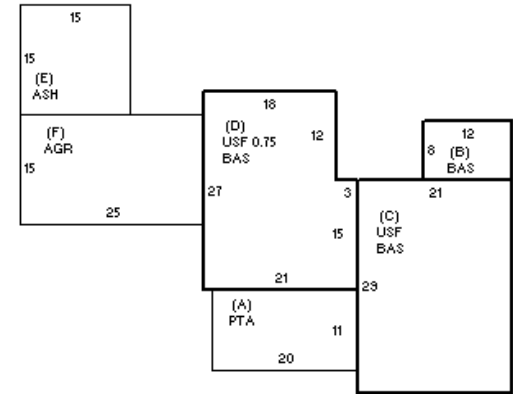 15
15
(E)
ASH
(F)
AGR
15
25
18
(D)
USF 0.75
BAS
12
27
3
15
21
(A)
PTA
11
20
12
8
(B)
BAS
21
(C)
USF
BAS
29